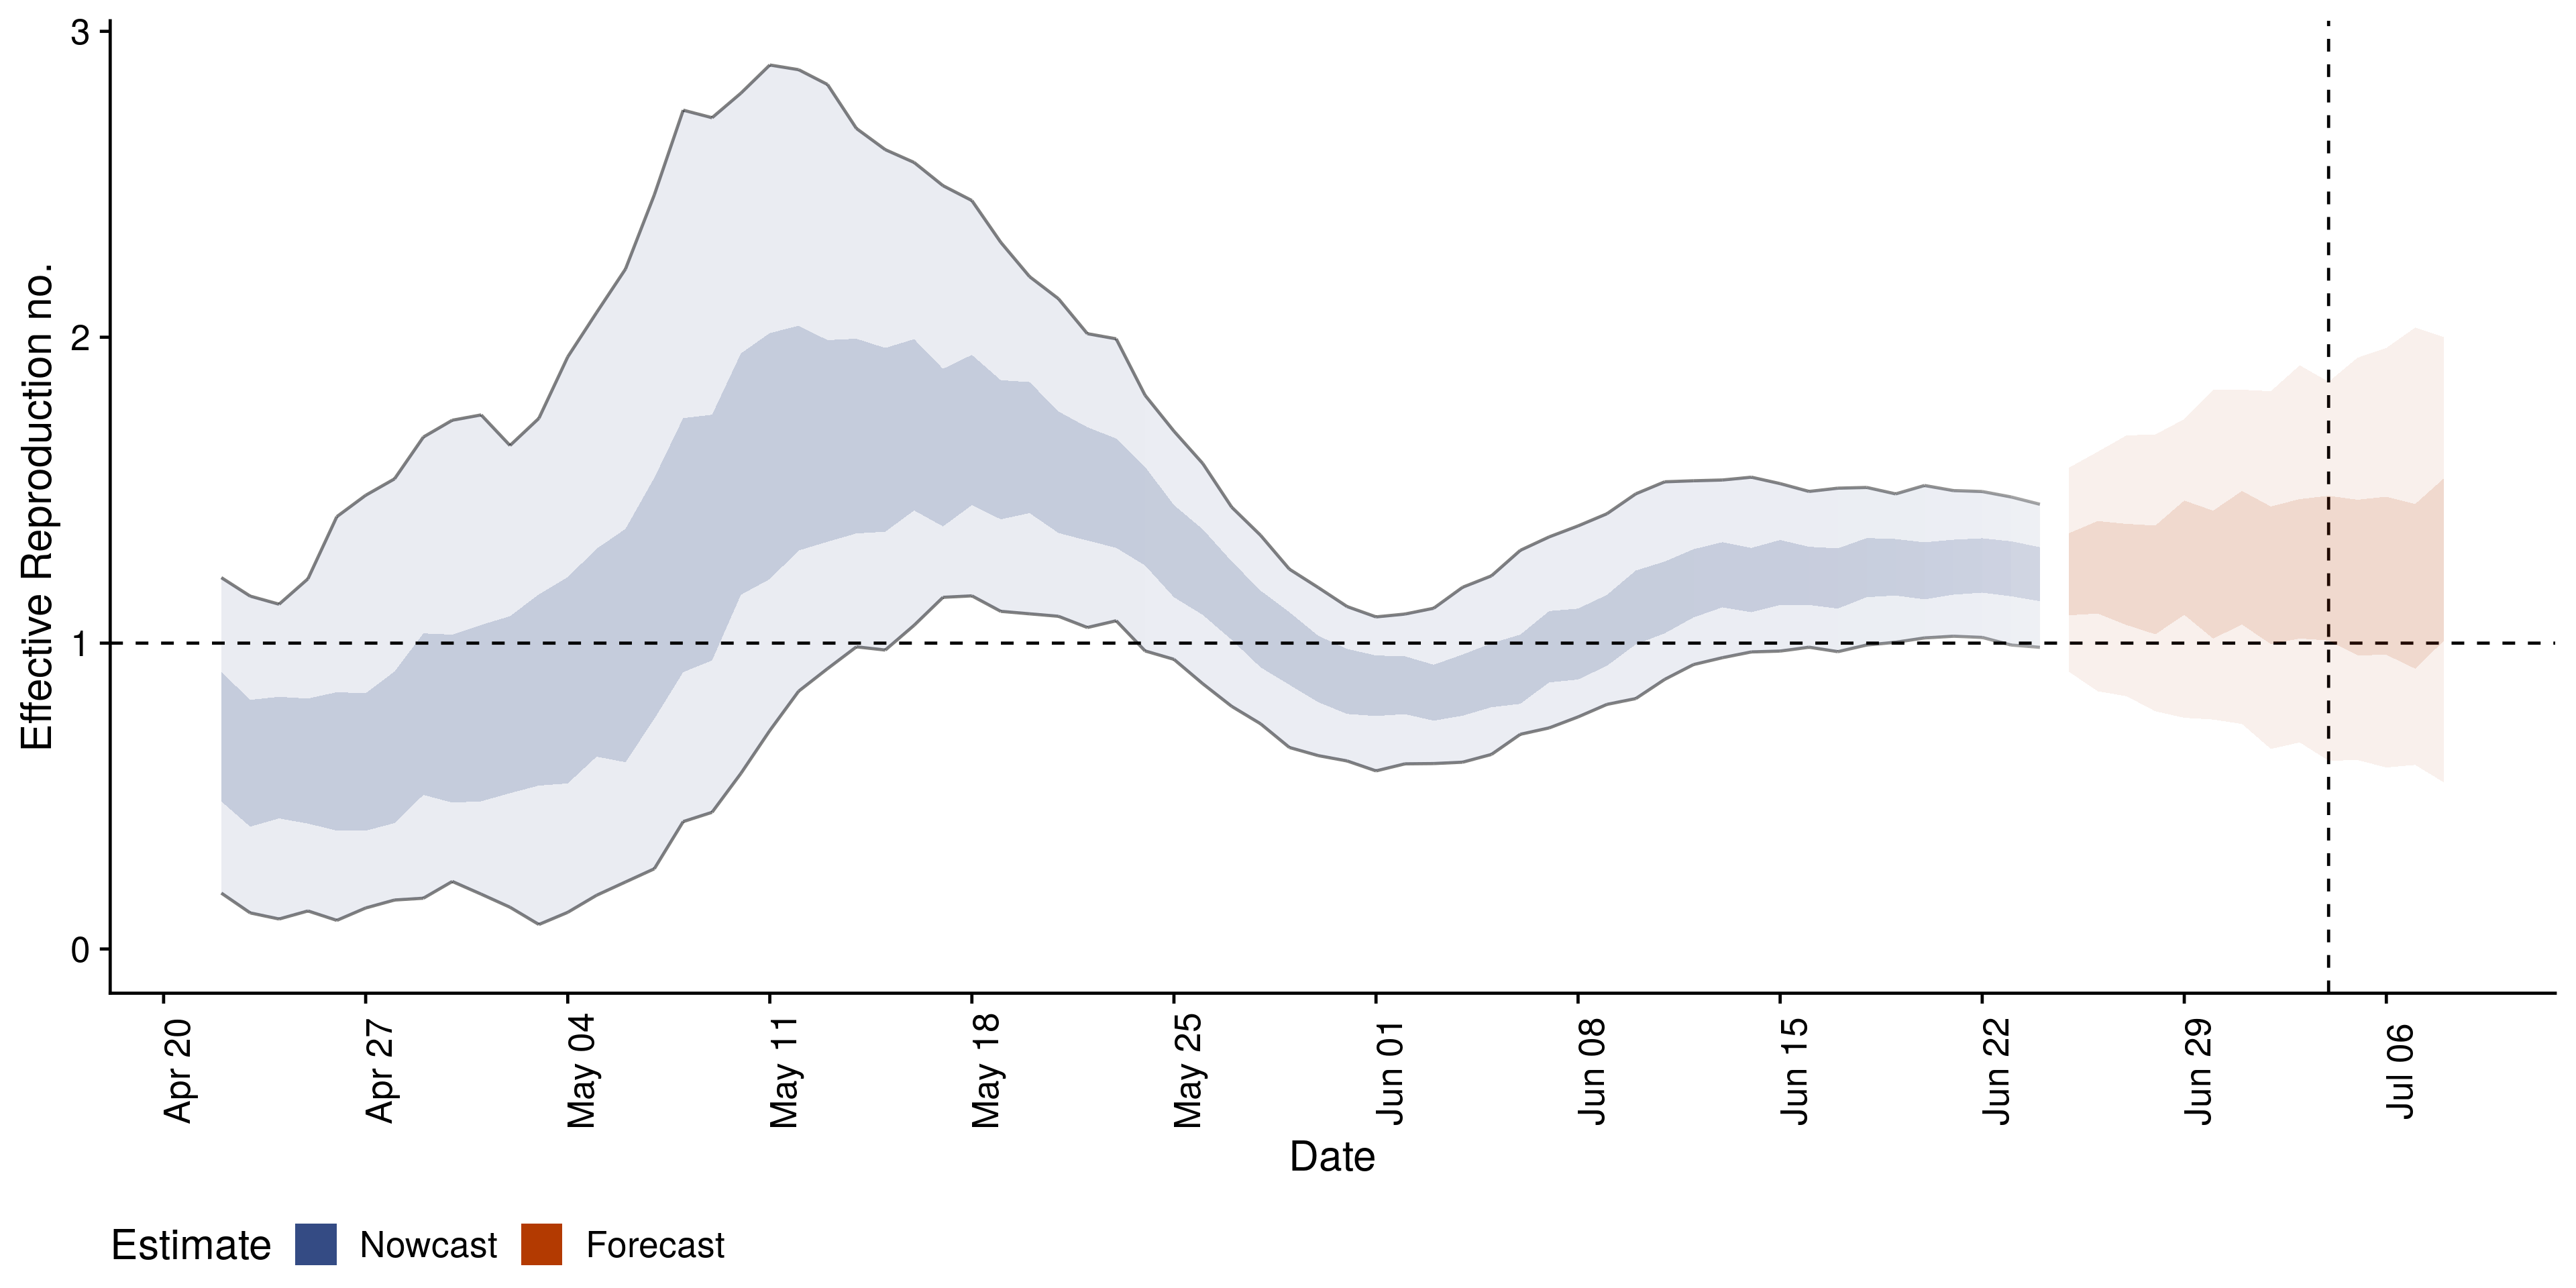 Effective Reproduction no.
3
2
1
0
Apr 20
Apr 27
May 04
May 11
May 18
May 25
Jun 01
Jun 08
Jun 15
Jun 22
Jun 29
Jul 06
Date
Estimate Nowcast Forecast